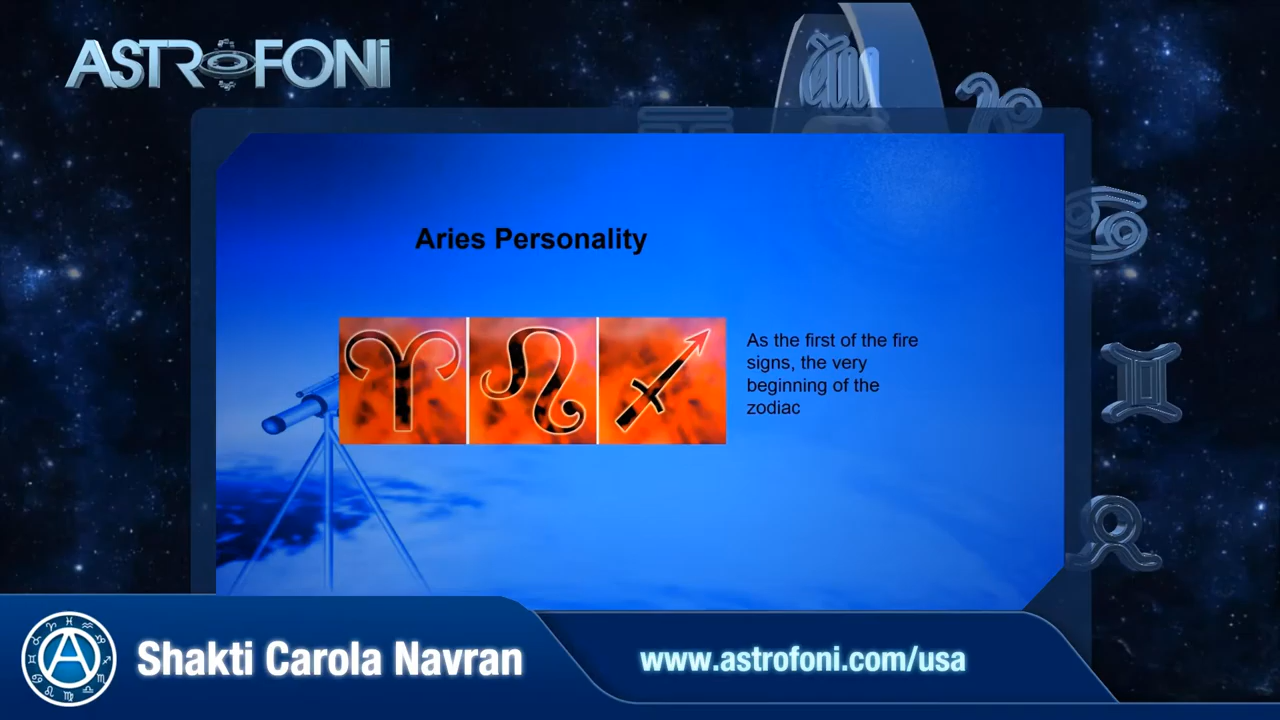 ASTROFONi
Aries Personality
As the first of the fire
signs, the very
beginning of the
zodiac
Shakti Carola Navran
www.astrofoni.com/usa